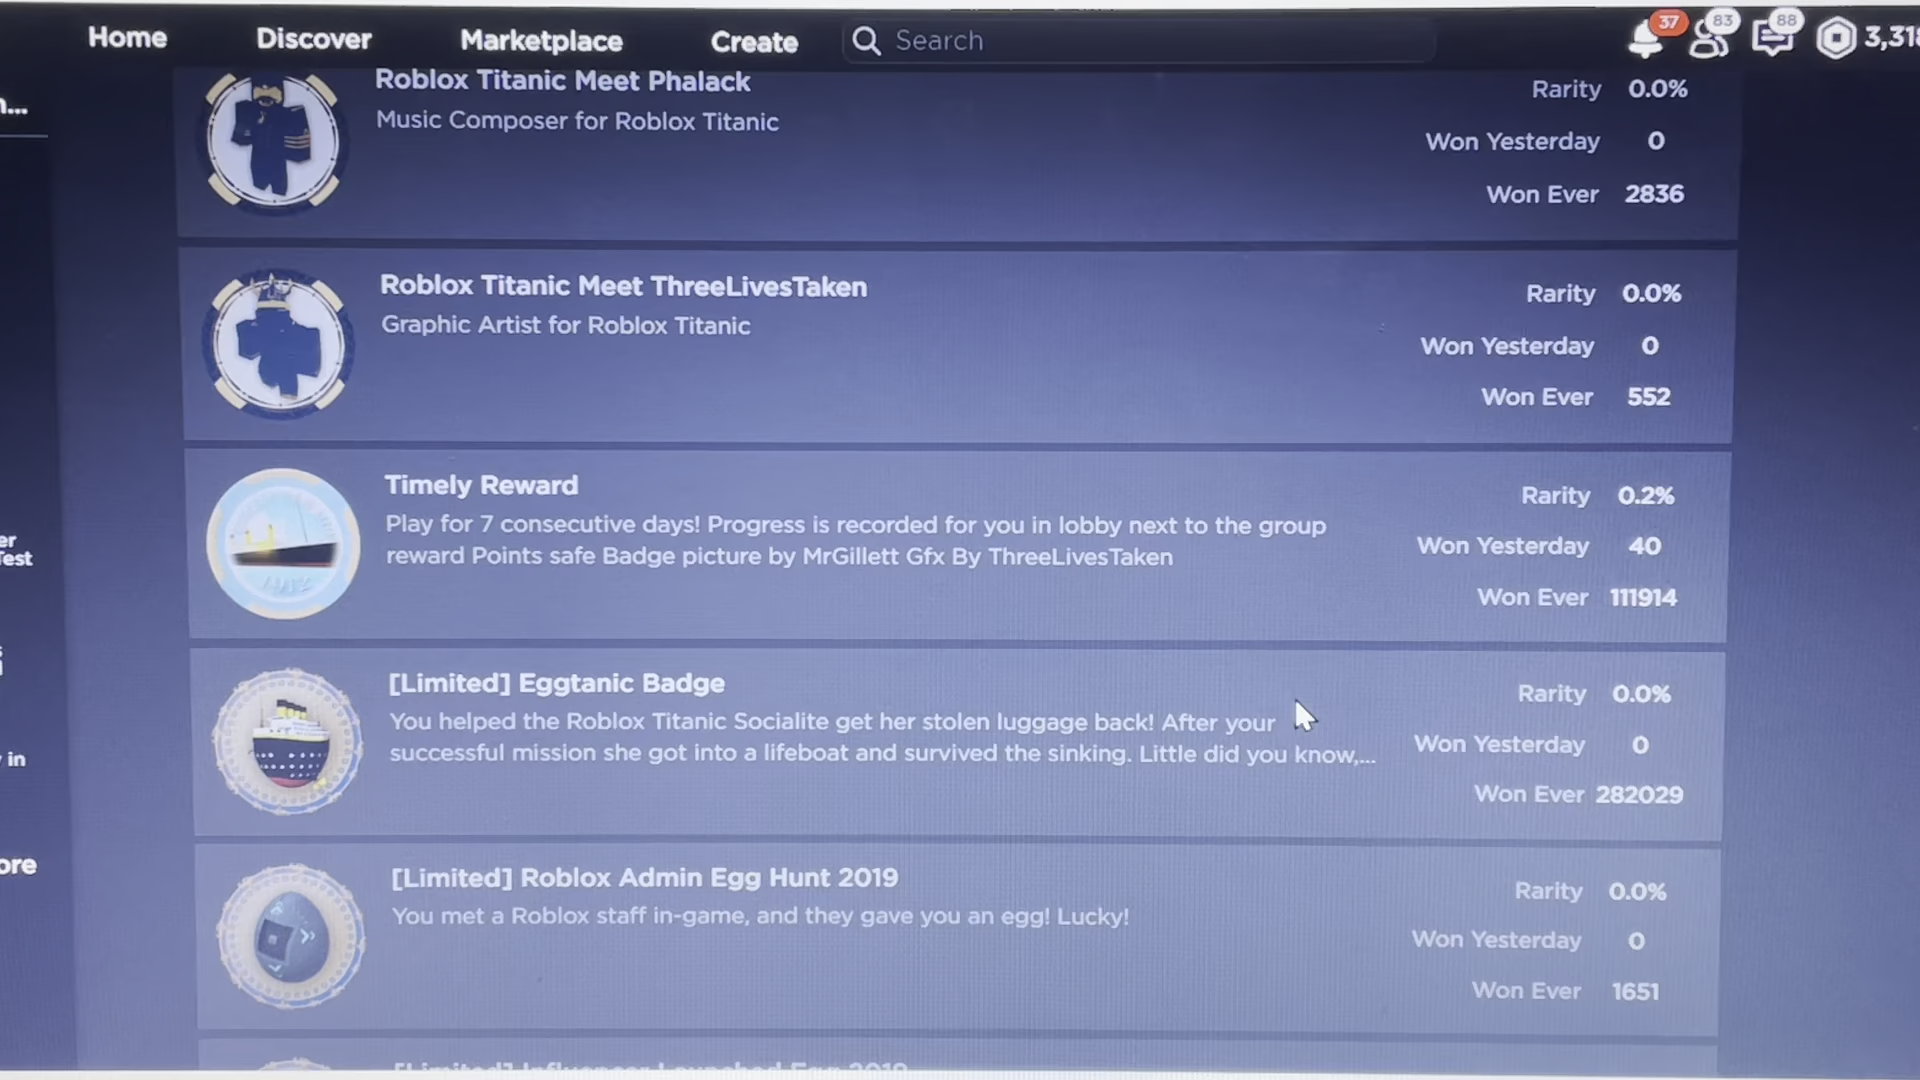 Home Discover Marketplace Create Search 37 83 88
Roblox Titanic Meet Phalack
Music Composer for Roblox Titanic
Rarity 0.0%
Won Yesterday 0
Won Ever 2836
Roblox Titanic Meet ThreeLivesTaken
Graphic Artist for Roblox Titanic
Rarity 0.0%
Won Yesterday 0
Won Ever 552
Timely Reward
Play for 7 consecutive days! Progress is recorded for you in lobby next to the group
reward Points safe Badge picture by MrGillett Gfx By ThreeLivesTaken
Rarity 0.2%
Won Yesterday 40
Won Ever 111914
[Limited] Eggtanic Badge
You helped the Roblox Titanic Socialite get her stolen luggage back! After your
successful mission she got into a lifeboat and survived the sinking. Little did you know,...
Rarity 0.0%
Won Yesterday 0
Won Ever 282029
[Limited] Roblox Admin Egg Hunt 2019
You met a Roblox staff in-game, and they gave you an egg! Lucky!
Rarity 0.0%
Won Yesterday 0
Won Ever 1651
[Limited] Influencer Launched Egg 2019
in